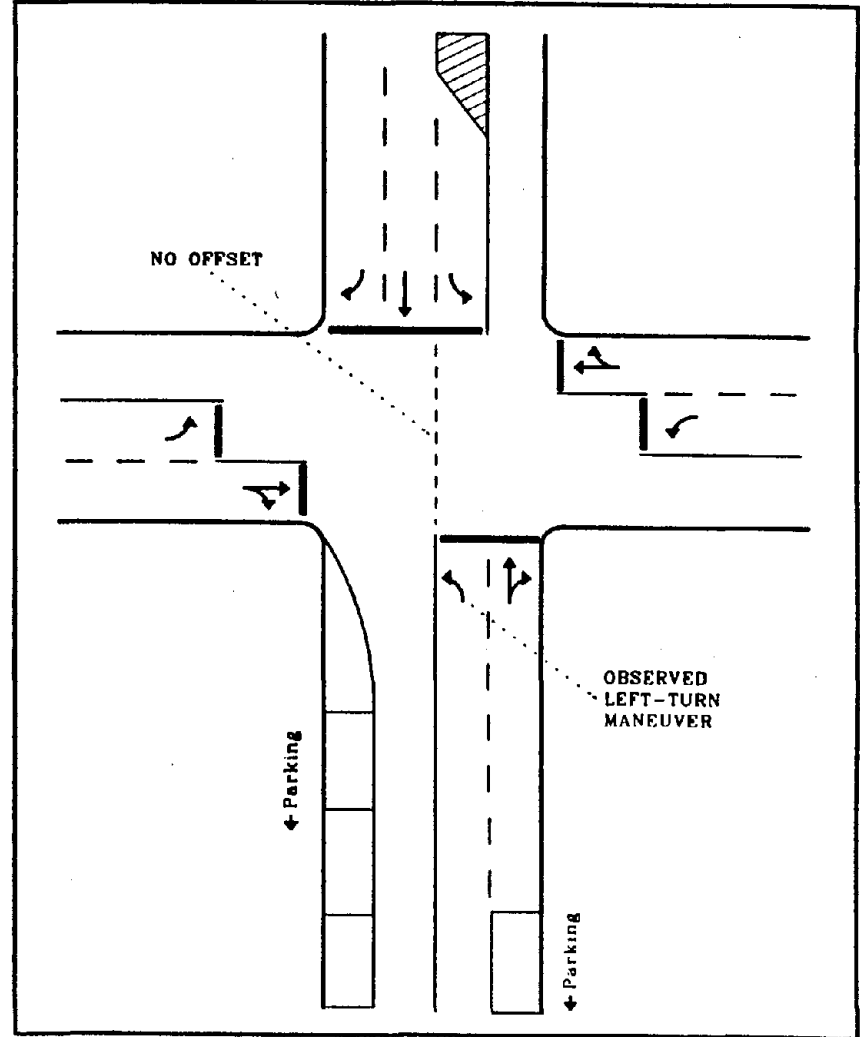 NO OFFSET
OBSERVED
LEFT-TURN
MANEUVER
Parking
Parking